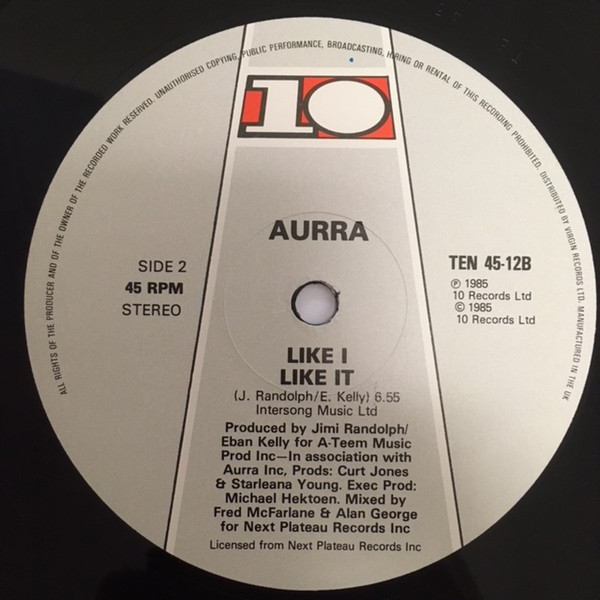 ALL RIGHTS OF THE PRODUCER AND OF THE OWNER OF THE RECORDED WORK RESERVED. UNAUTHORISED COPYING, PUBLIC PERFORMANCE, BROADCASTING, HIRING OR RENTAL OF THIS RECORDING PROHIBITED. DISTRIBUTED BY VIRGIN RECORDS LTD. MANUFACTURED IN THE UK
10
AURRA
SIDE 2
45 RPM
STEREO
TEN 45-12B
℗ 1985
10 Records Ltd
© 1985
10 Records Ltd
LIKE I
LIKE IT
(J. Randolph/E. Kelly) 6.55
Intersong Music Ltd
Produced by Jimi Randolph/
Eban Kelly for A-Teem Music
Prod Inc—In association with
Aurra Inc, Prods: Curt Jones
& Starleana Young. Exec Prod:
Michael Hektoen. Mixed by
Fred McFarlane & Alan George
for Next Plateau Records Inc
Licensed from Next Plateau Records Inc